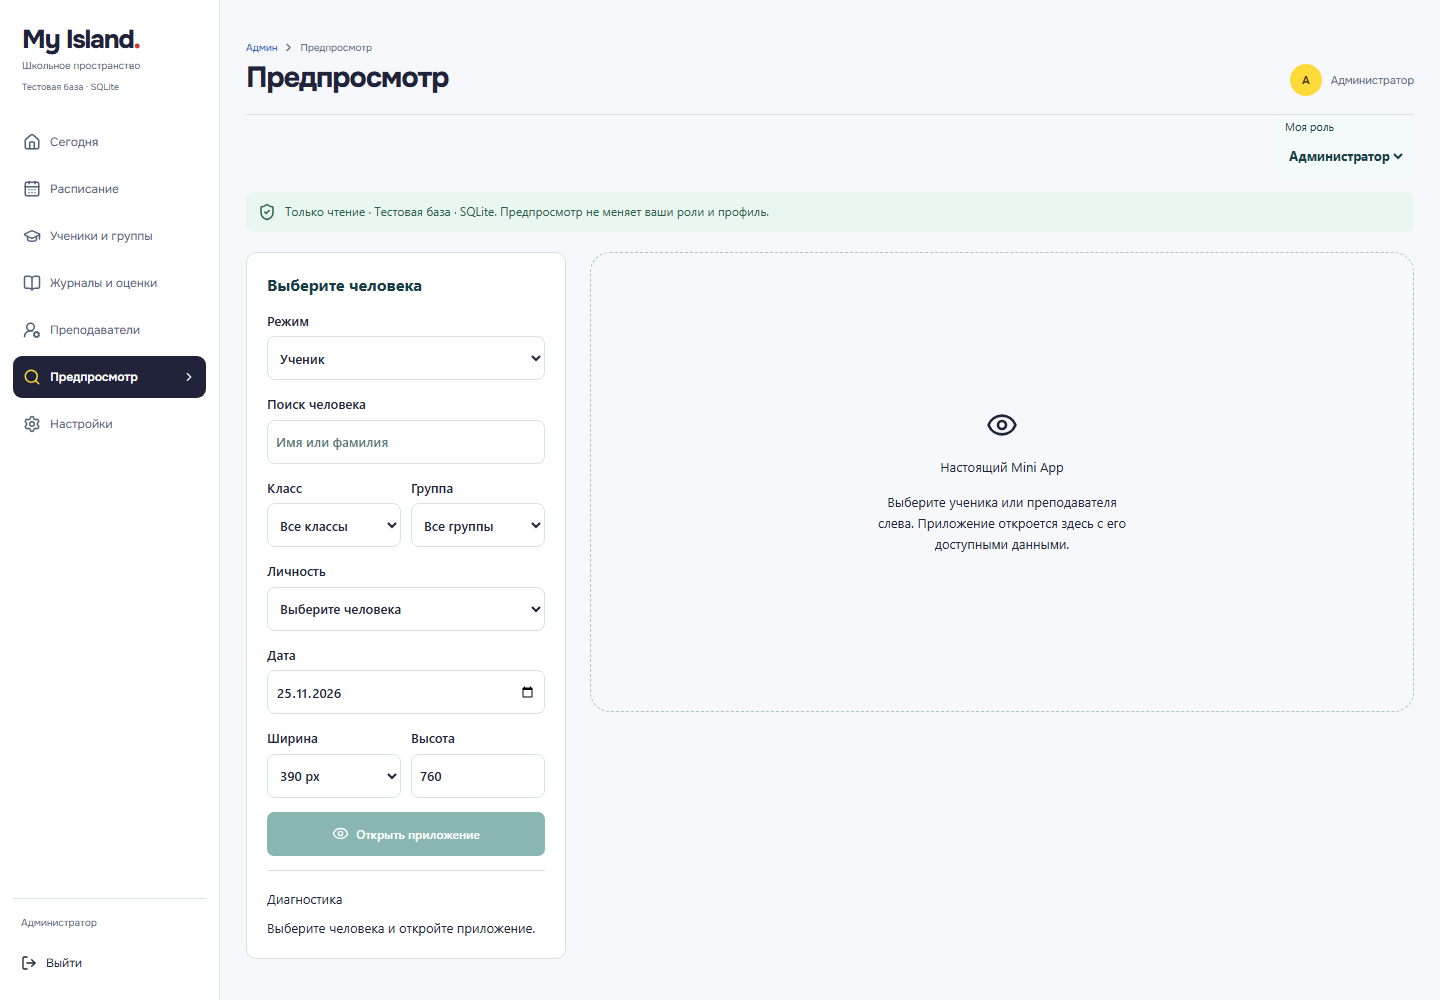 My Island.
Школьное пространство
Тестовая база · SQLite
Сегодня
Расписание
Ученики и группы
Журналы и оценки
Преподаватели
Предпросмотр
Настройки
Администратор
Выйти
Админ > Предпросмотр
Предпросмотр
А Администратор
Моя роль
Администратор
Только чтение · Тестовая база · SQLite. Предпросмотр не меняет ваши роли и профиль.
Выберите человека
Режим
Ученик
Поиск человека
Имя или фамилия
Класс Группа
Все классы Все группы
Личность
Выберите человека
Дата
25.11.2026
Ширина Высота
390 px 760
Открыть приложение
Диагностика
Выберите человека и откройте приложение.
Настоящий Mini App
Выберите ученика или преподавателя
слева. Приложение откроется здесь с его
доступными данными.